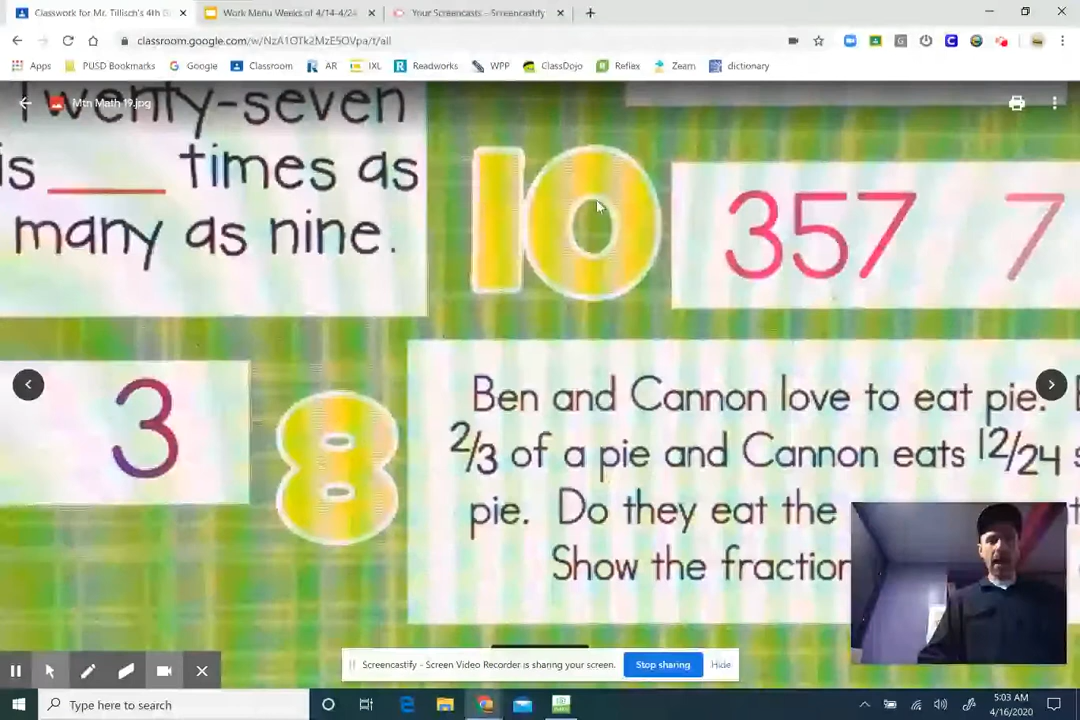 Classwork for Mr. Tillisch's 4th
Work Menu Weeks of 4/14-4/24
Your Screencasts - Screencastify
classroom.google.com/w/NzA1OTk2MzE5OVpa/t/all
Apps
PUSD Bookmarks
Google
Classroom
AR
IXL
Readworks
WPP
ClassDojo
Reflex
Zearn
dictionary
Mtn Math 19.jpg
Twenty-seven
is ____ times as
many as nine.
10
357 7
3
8
Ben and Cannon love to eat pie.
2/3 of a pie and Cannon eats 12/24
pie. Do they eat the
Show the fraction
Screencastify - Screen Video Recorder is sharing your screen.
Stop sharing
Hide
Type here to search
5:03 AM
4/16/2020